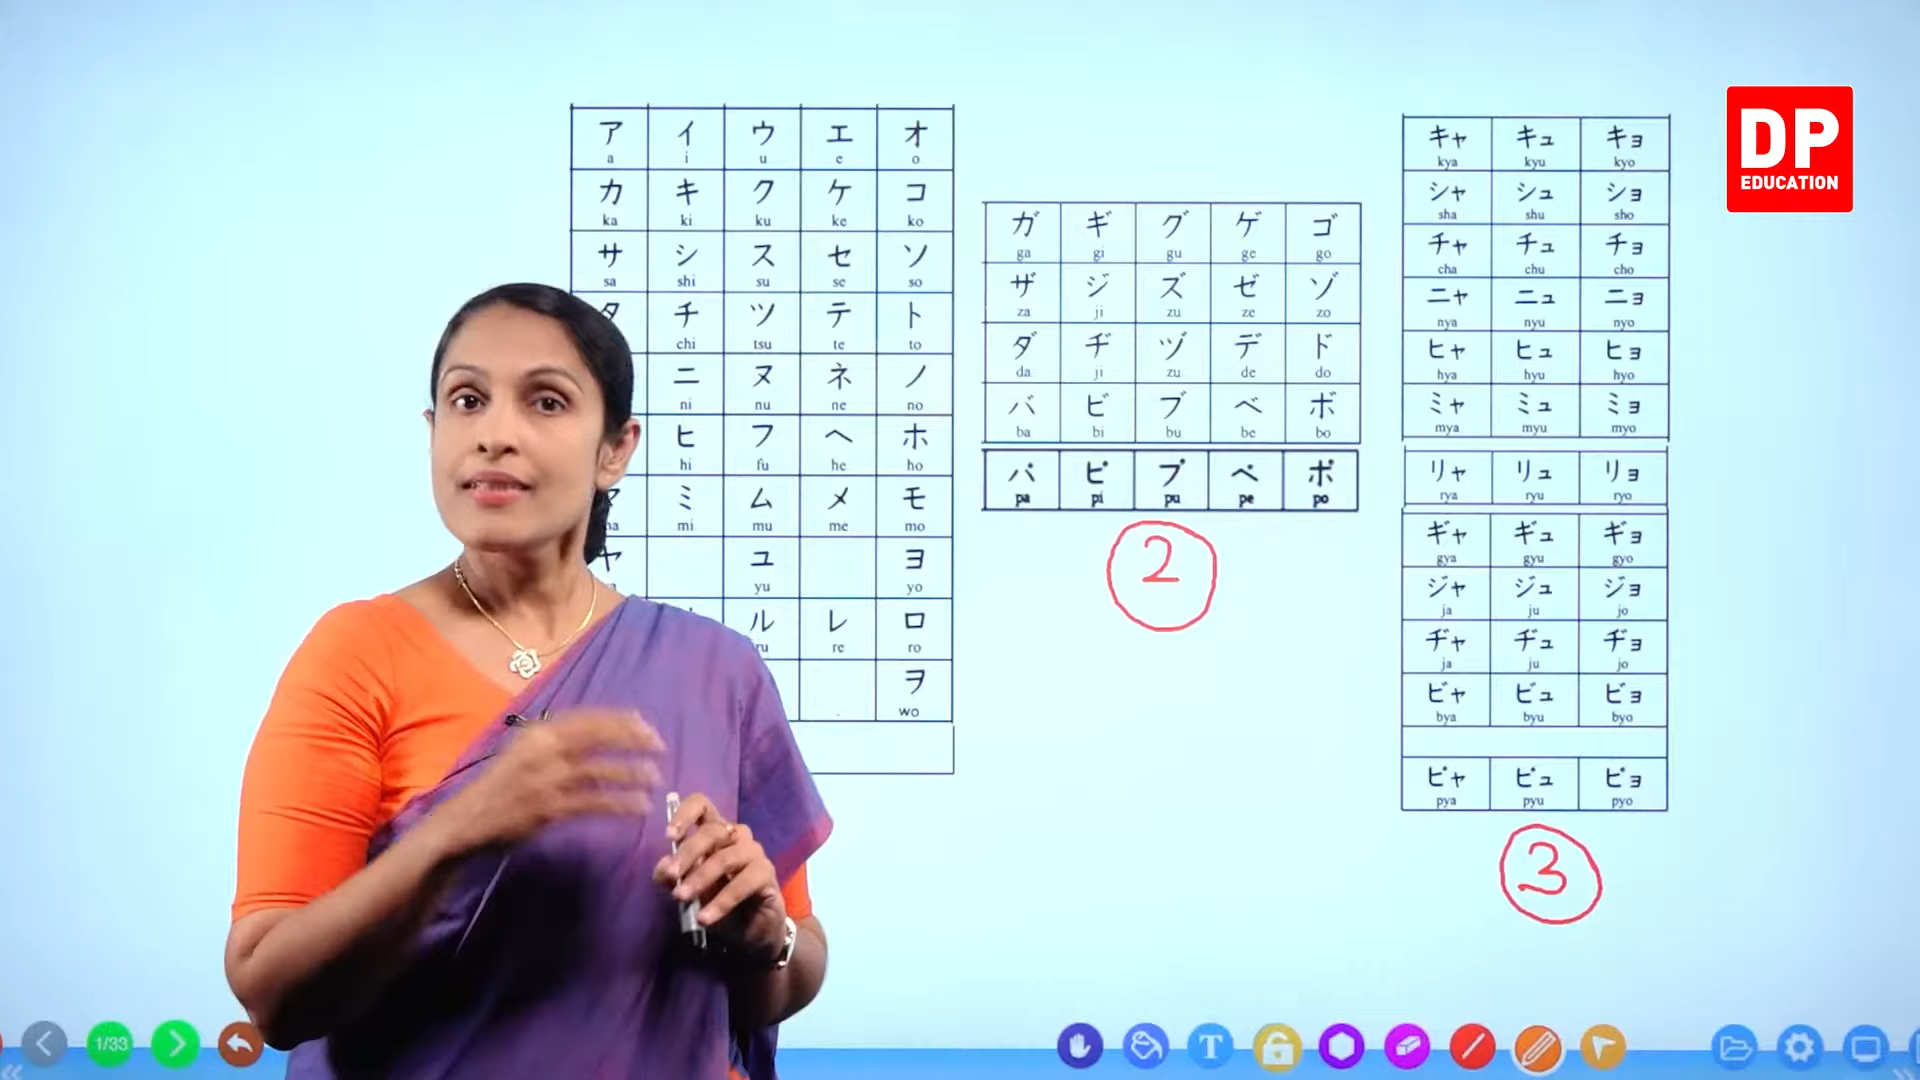 ア イ ウ エ オ
a i u e o
カ キ ク ケ コ
ka ki ku ke ko
サ シ ス セ ソ
sa shi su se so
タ チ ツ テ ト
chi tsu te to
ニ ヌ ネ ノ
ni nu ne no
ヒ フ ヘ ホ
hi fu he ho
マ ミ ム メ モ
ma mi mu me mo
ヤ ユ ヨ
yu yo
ル レ ロ
ru re ro
ヲ
wo
ガ ギ グ ゲ ゴ
ga gi gu ge go
ザ ジ ズ ゼ ゾ
za ji zu ze zo
ダ ヂ ヅ デ ド
da ji zu de do
バ ビ ブ ベ ボ
ba bi bu be bo
パ ピ プ ペ ポ
pa pi pu pe po
2
キャ キュ キョ
kya kyu kyo
シャ シュ ショ
sha shu sho
チャ チュ チョ
cha chu cho
ニャ ニュ ニョ
nya nyu nyo
ヒャ ヒュ ヒョ
hya hyu hyo
ミャ ミュ ミョ
mya myu myo
リャ リュ リョ
rya ryu ryo
ギャ ギュ ギョ
gya gyu gyo
ジャ ジュ ジョ
ja ju jo
ヂャ ヂュ ヂョ
ja ju jo
ビャ ビュ ビョ
bya byu byo
ピャ ピュ ピョ
pya pyu pyo
3
DP
EDUCATION
1/33
T